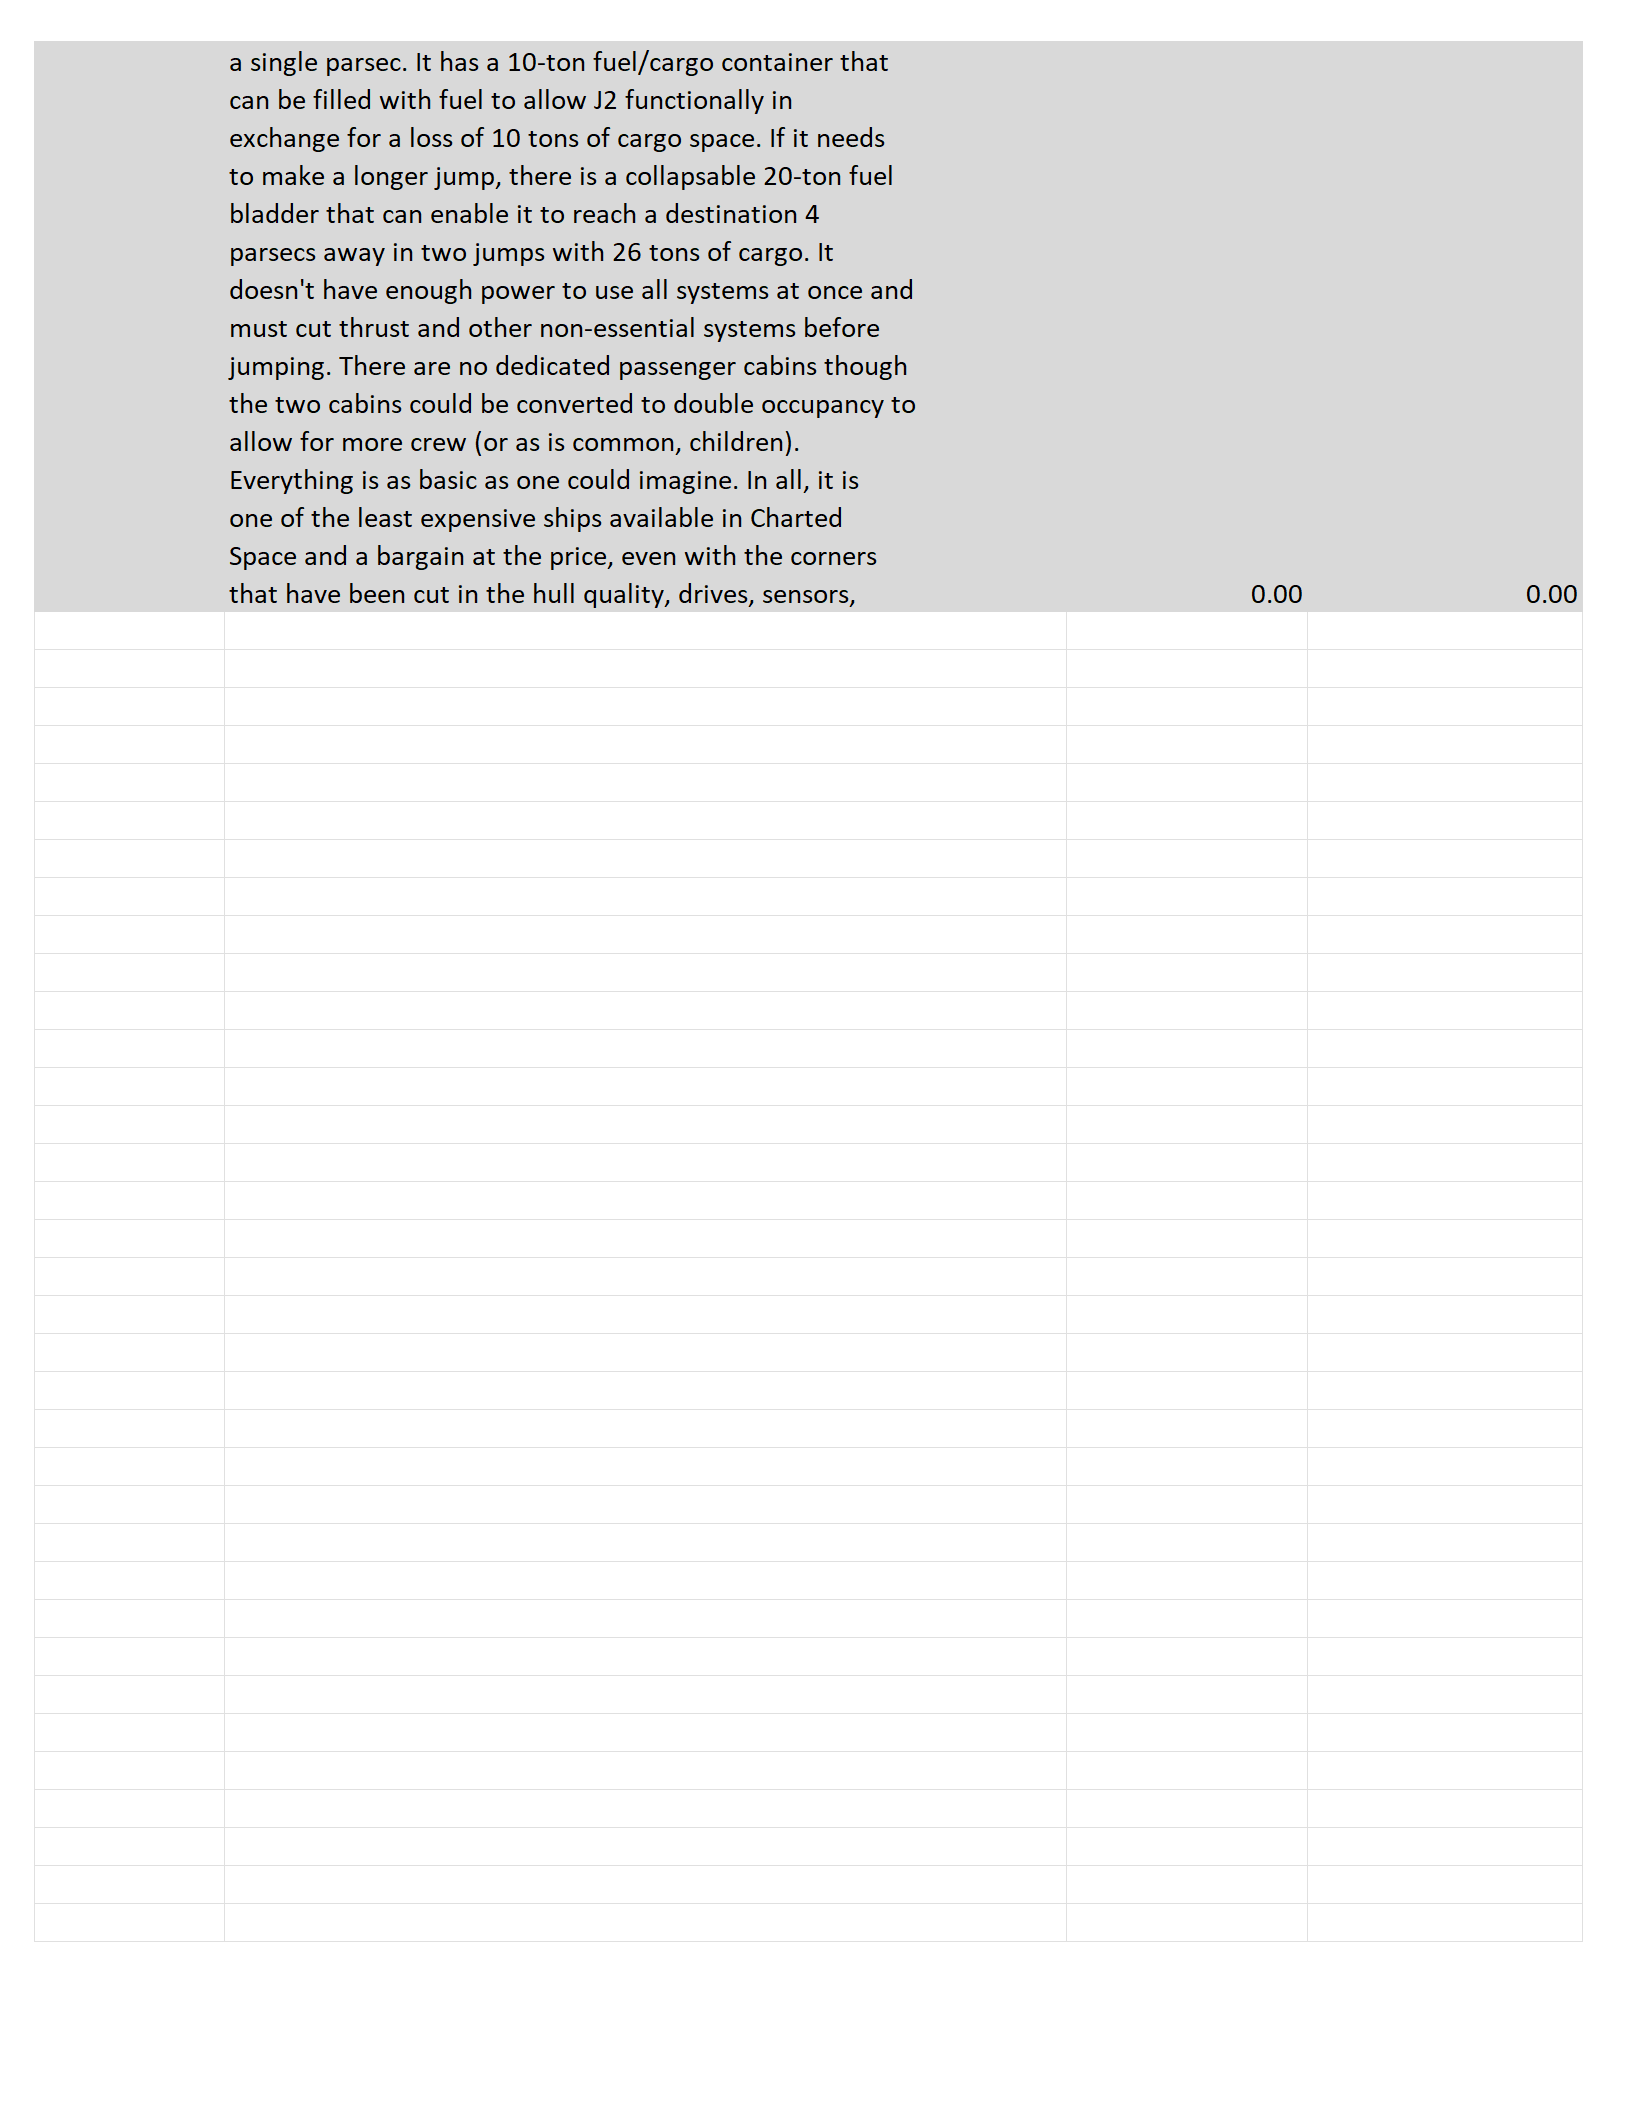 a single parsec. It has a 10-ton fuel/cargo container that
can be filled with fuel to allow J2 functionally in
exchange for a loss of 10 tons of cargo space. If it needs
to make a longer jump, there is a collapsable 20-ton fuel
bladder that can enable it to reach a destination 4
parsecs away in two jumps with 26 tons of cargo. It
doesn't have enough power to use all systems at once and
must cut thrust and other non-essential systems before
jumping. There are no dedicated passenger cabins though
the two cabins could be converted to double occupancy to
allow for more crew (or as is common, children).
Everything is as basic as one could imagine. In all, it is
one of the least expensive ships available in Charted
Space and a bargain at the price, even with the corners
that have been cut in the hull quality, drives, sensors, 0.00 0.00